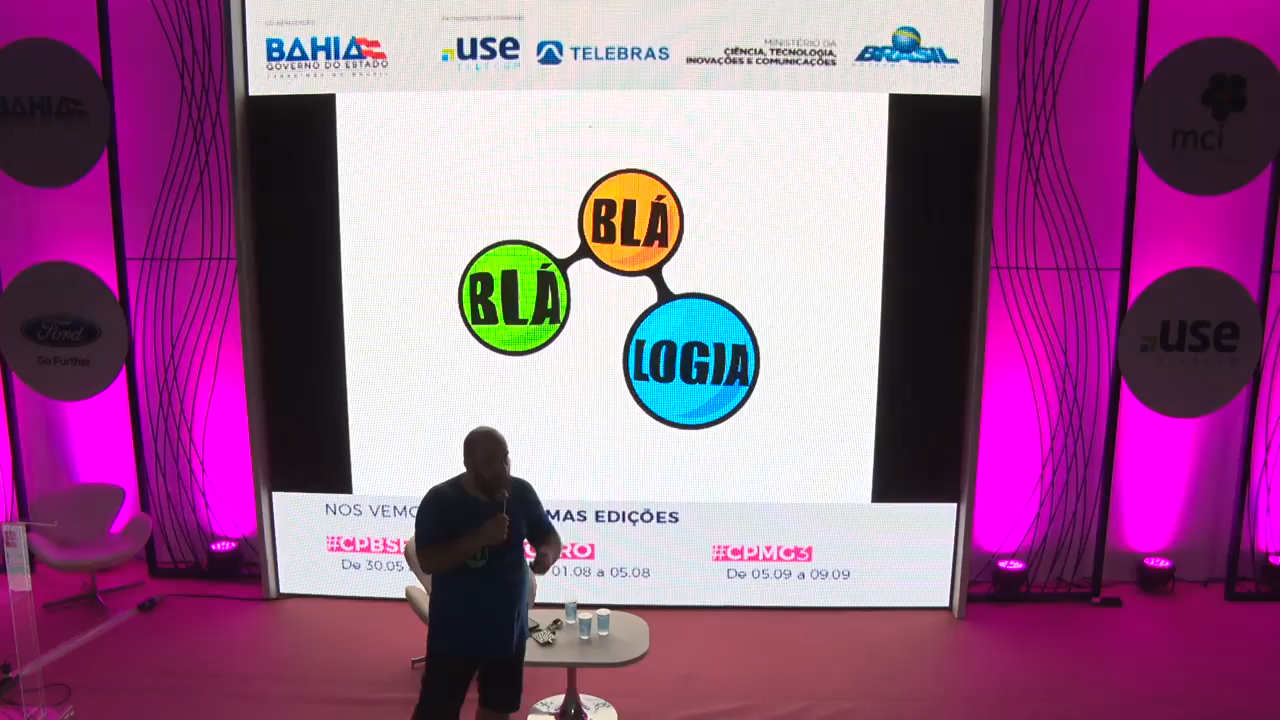 BAHIA
GOVERNO DO ESTADO
use
TELECOM
TELEBRAS
MINISTÉRIO DA
CIÊNCIA, TECNOLOGIA,
INOVAÇÕES E COMUNICAÇÕES
BRASIL
BAHIA
mci
Ford
Go Further
use
BLÁ
BLÁ
LOGIA
NOS VEMO
MAS EDIÇÕES
#CPBS
RO
#CPMG3
De 30.05
01.08 a 05.08
De 05.09 a 09.09